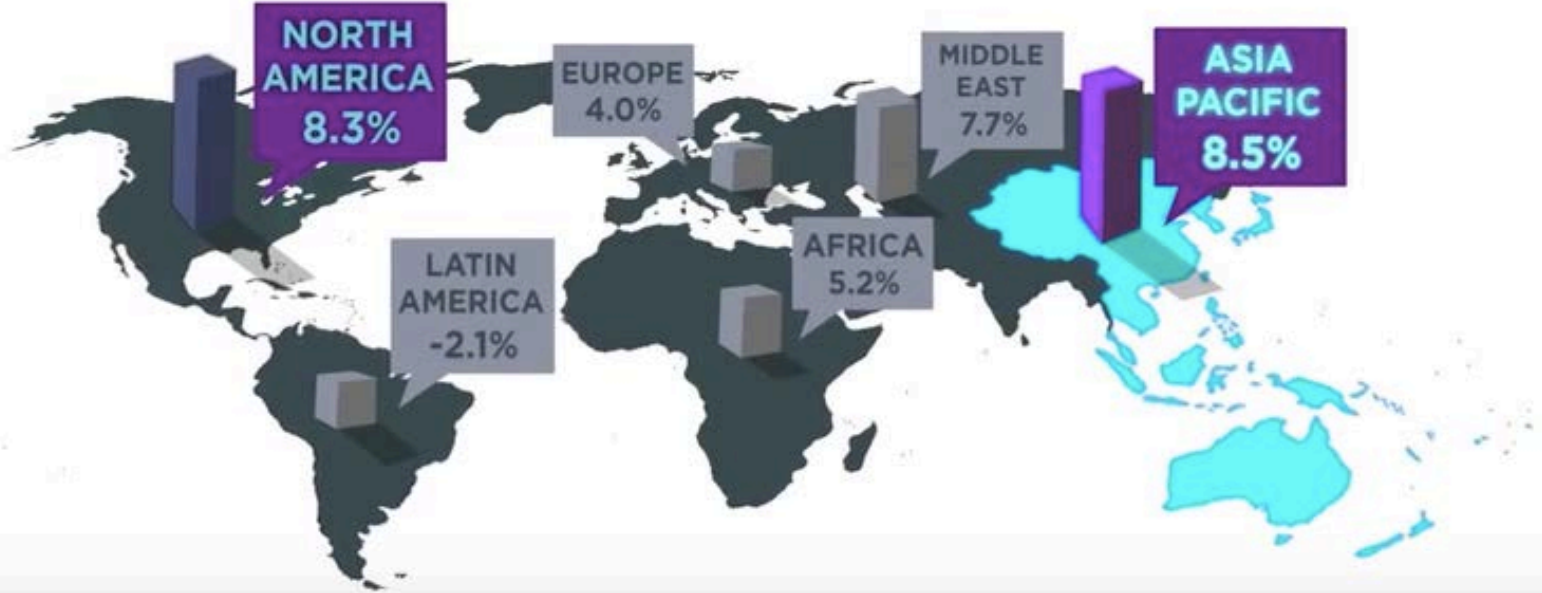 NORTH
AMERICA
8.3%
EUROPE
4.0%
MIDDLE
EAST
7.7%
ASIA
PACIFIC
8.5%
LATIN
AMERICA
-2.1%
AFRICA
5.2%